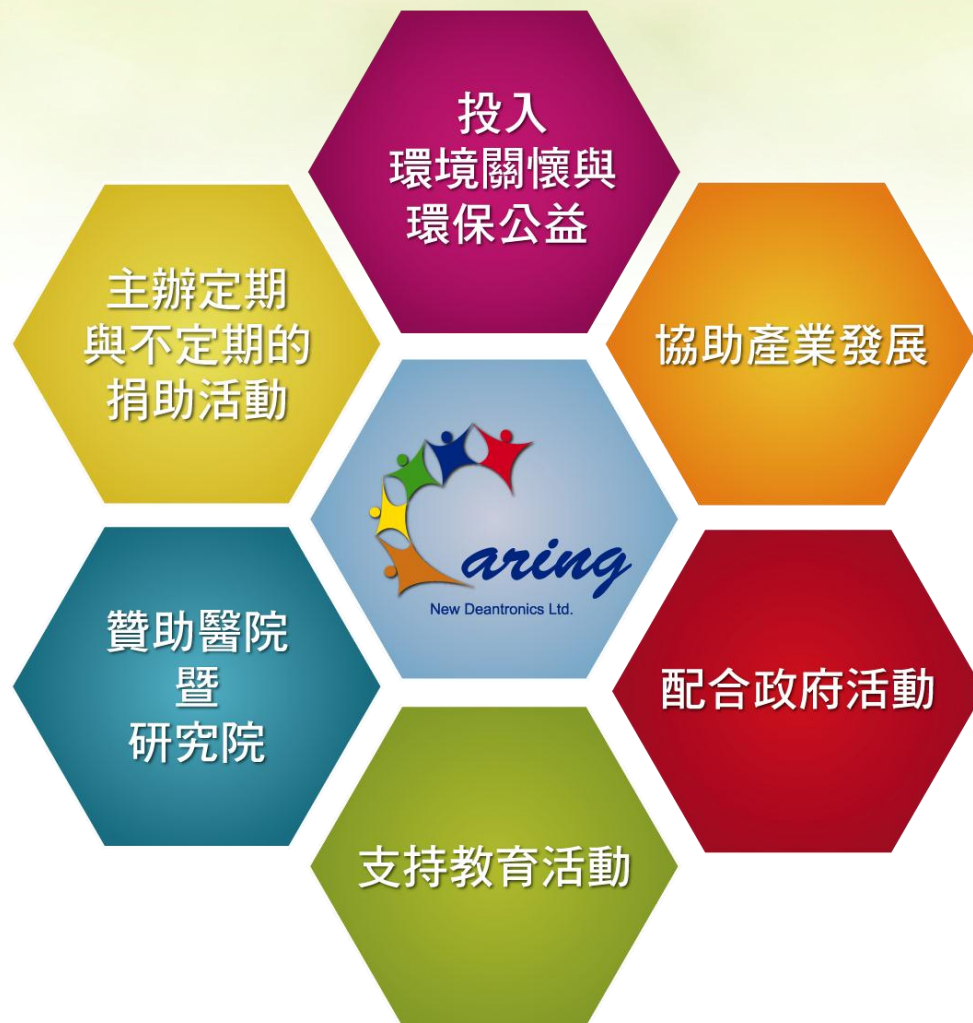 投入
環境關懷與
環保公益
主辦定期
與不定期的
捐助活動
協助產業發展
Caring
New Deantronics Ltd.
贊助醫院
暨
研究院
配合政府活動
支持教育活動